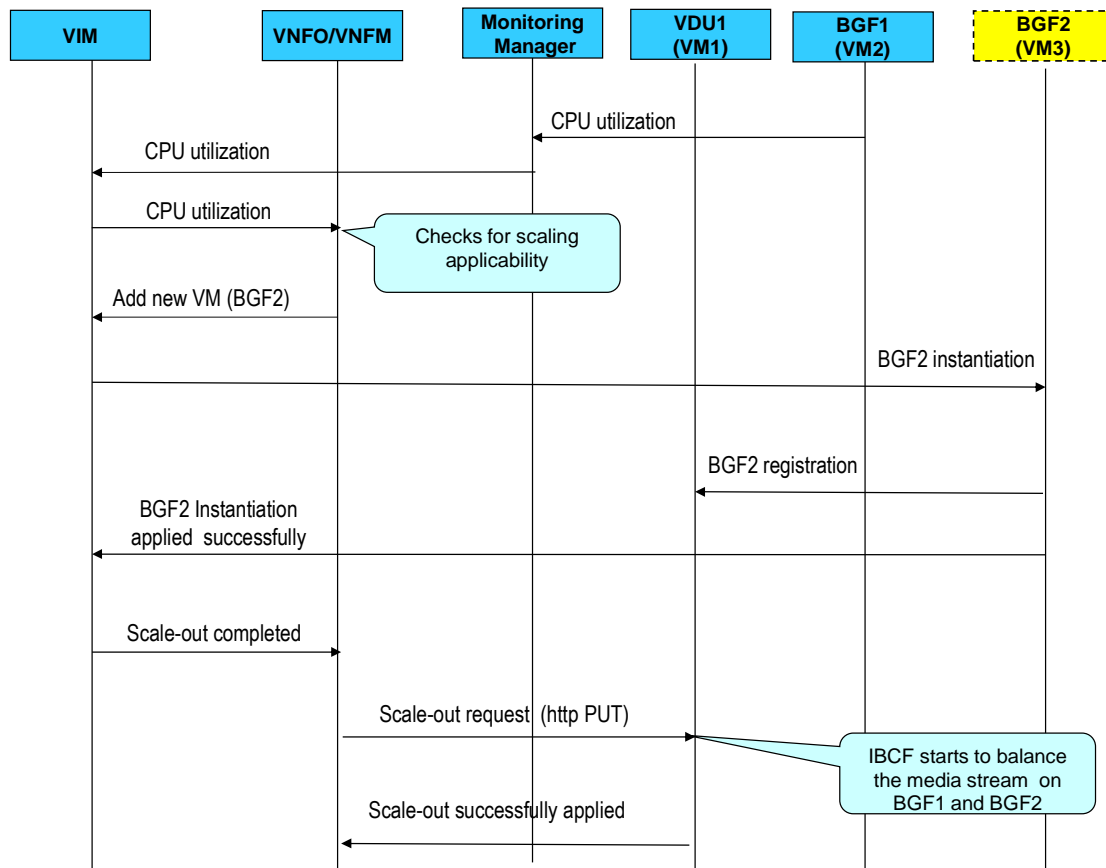 VIM
VNFO/VNFM
Monitoring
Manager
VDU1
(VM1)
BGF1
(VM2)
BGF2
(VM3)
CPU utilization
CPU utilization
CPU utilization
Checks for scaling
applicability
Add new VM (BGF2)
BGF2 instantiation
BGF2 registration
BGF2 Instantiation
applied successfully
Scale-out completed
Scale-out request (http PUT)
IBCF starts to balance
the media stream on
BGF1 and BGF2
Scale-out successfully applied